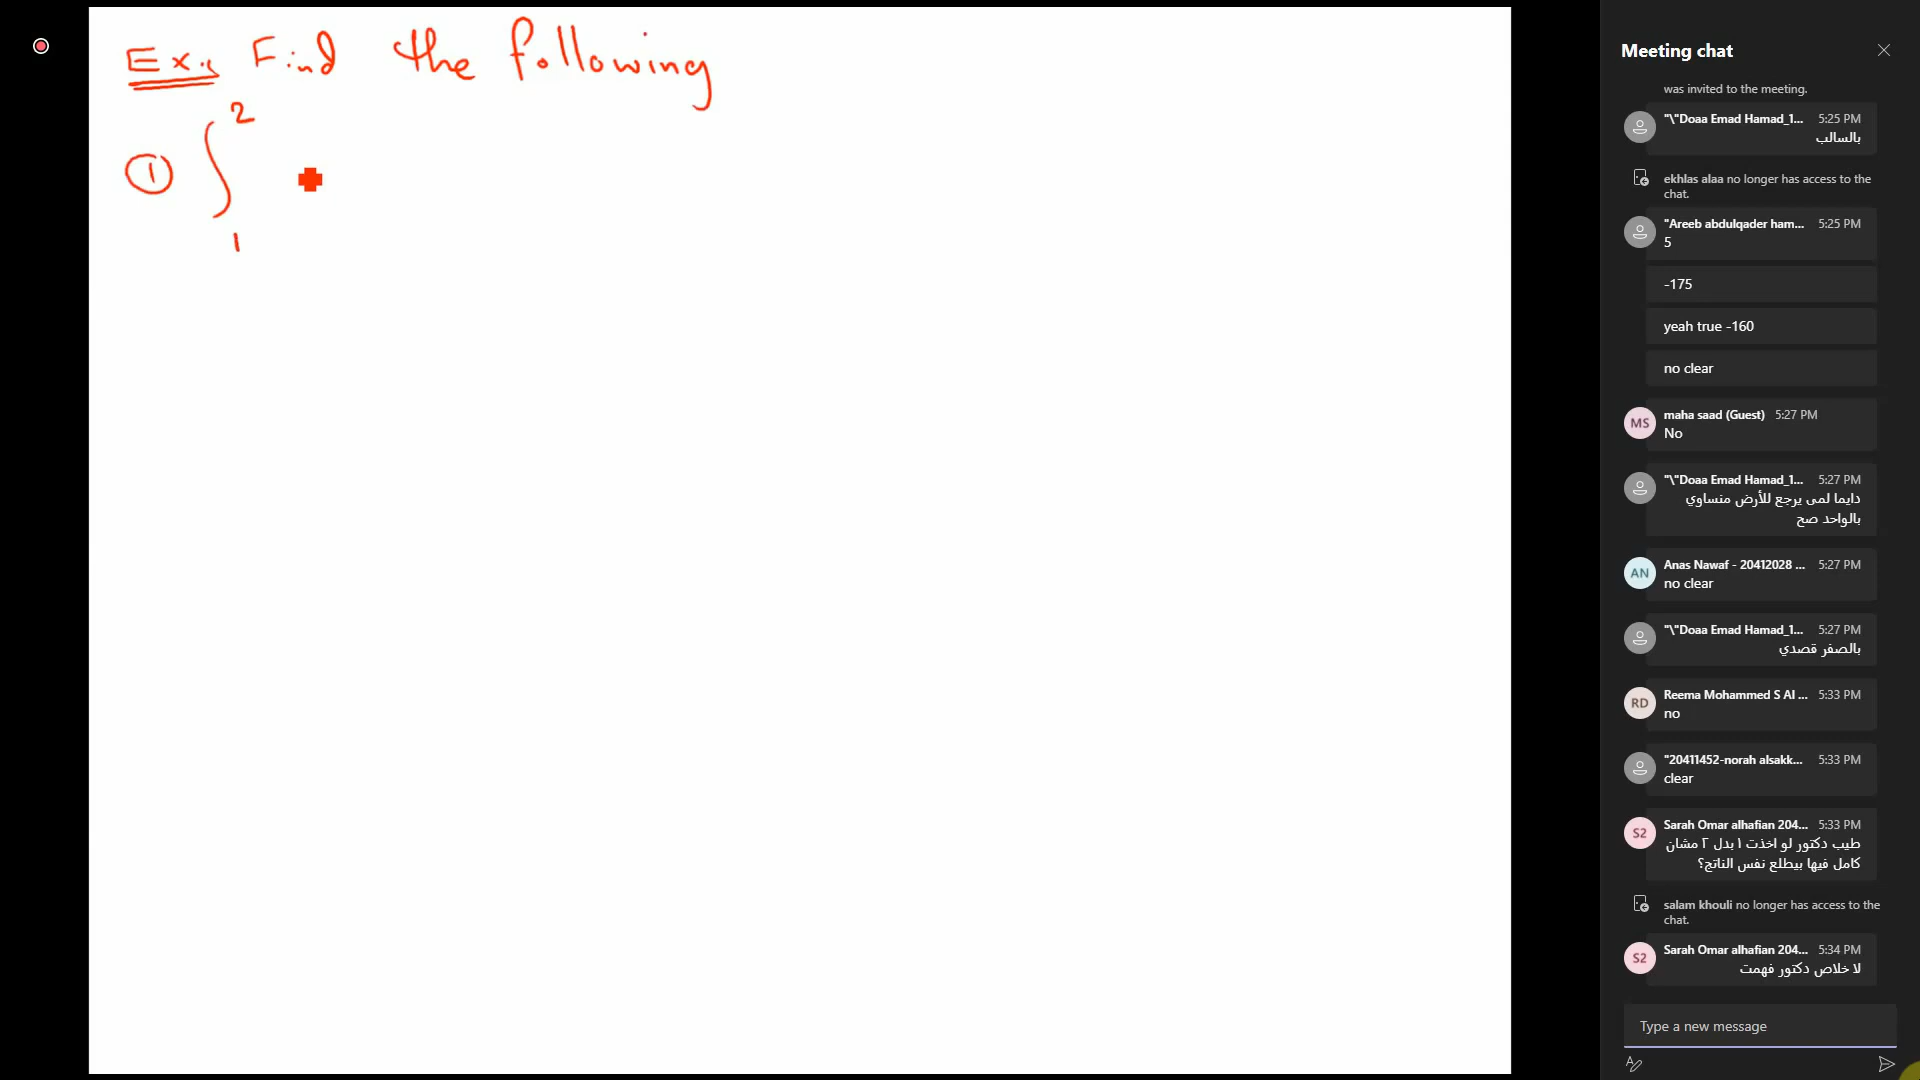 Ex.: Find the following
① ∫
2
1
Meeting chat
was invited to the meeting.
"\"Doaa Emad Hamad_1... 5:25 PM
بالسالب
ekhlas alaa no longer has access to the
chat.
"Areeb abdulqader ham... 5:25 PM
5
-175
yeah true -160
no clear
MS maha saad (Guest) 5:27 PM
No
"\"Doaa Emad Hamad_1... 5:27 PM
دايما لمى يرجع للأرض منساوي
بالواحد صح
AN Anas Nawaf - 20412028 ... 5:27 PM
no clear
"\"Doaa Emad Hamad_1... 5:27 PM
بالصفر قصدي
RD Reema Mohammed S Al ... 5:33 PM
no
"20411452-norah alsakk... 5:33 PM
clear
S2 Sarah Omar alhafian 204... 5:33 PM
طيب دكتور لو اخذت ١ بدل ٢ مشان
كامل فيها بيطلع نفس الناتج؟
salam khouli no longer has access to the
chat.
S2 Sarah Omar alhafian 204... 5:34 PM
لا خلاص دكتور فهمت
Type a new message